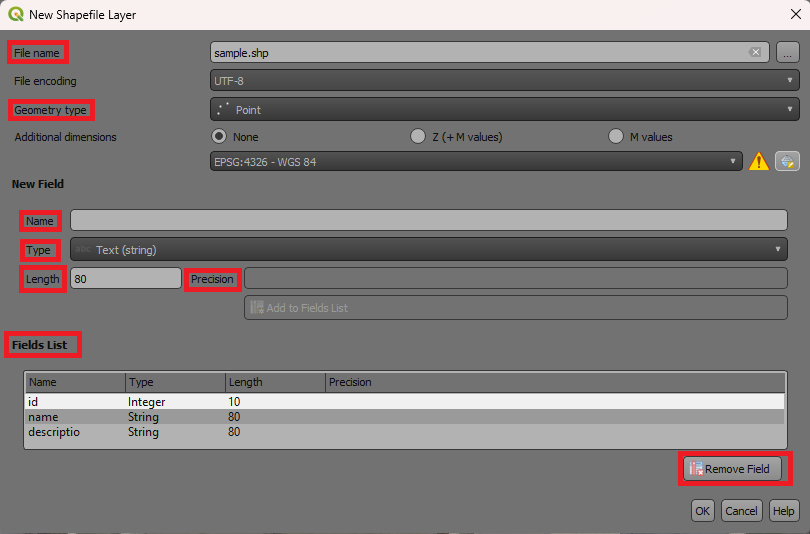 New Shapefile Layer
File name sample.shp ...
File encoding UTF-8
Geometry type Point
Additional dimensions None Z (+ M values) M values
EPSG:4326 - WGS 84
New Field
Name
Type abc Text (string)
Length 80 Precision
Add to Fields List
Fields List
Name Type Length Precision
id Integer 10
name String 80
descriptio String 80
Remove Field
OK Cancel Help